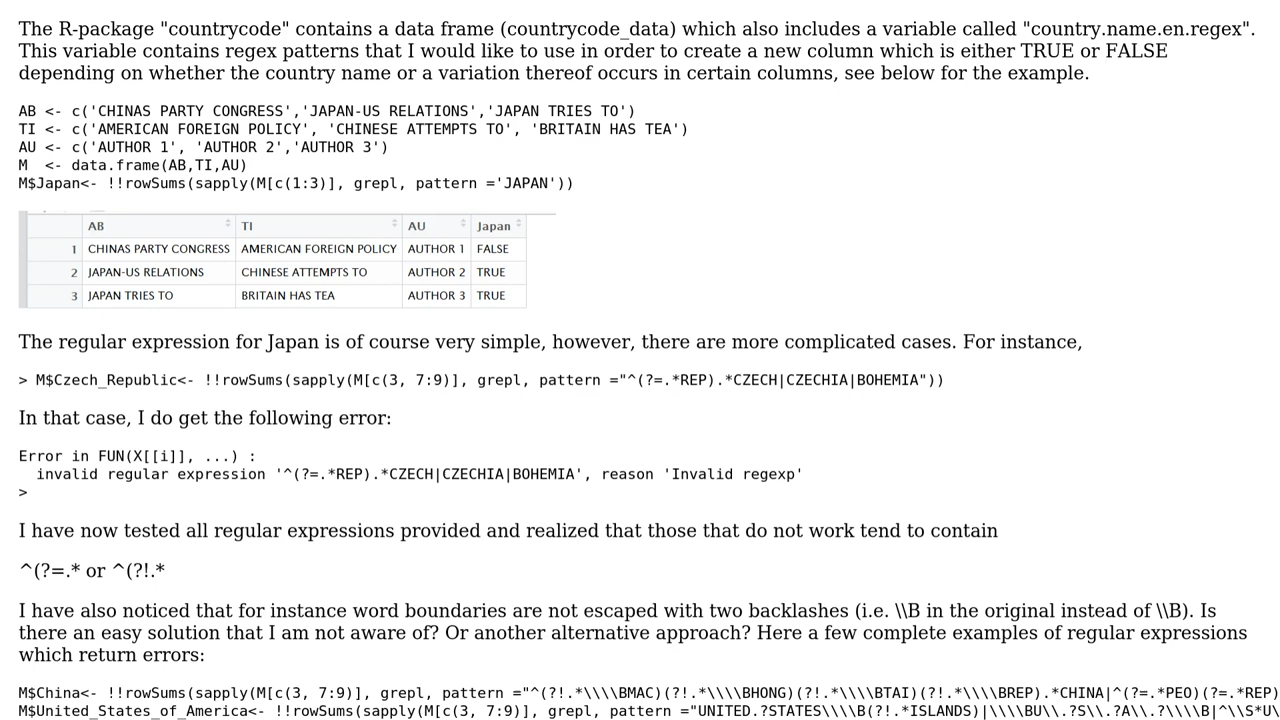 The R-package "countrycode" contains a data frame (countrycode_data) which also includes a variable called "country.name.en.regex".
This variable contains regex patterns that I would like to use in order to create a new column which is either TRUE or FALSE
depending on whether the country name or a variation thereof occurs in certain columns, see below for the example.
AB <- c('CHINAS PARTY CONGRESS','JAPAN-US RELATIONS','JAPAN TRIES TO')
TI <- c('AMERICAN FOREIGN POLICY', 'CHINESE ATTEMPTS TO', 'BRITAIN HAS TEA')
AU <- c('AUTHOR 1', 'AUTHOR 2','AUTHOR 3')
M  <- data.frame(AB,TI,AU)
M$Japan<- !!rowSums(sapply(M[c(1:3)], grepl, pattern ='JAPAN'))
AB TI AU Japan
1 CHINAS PARTY CONGRESS AMERICAN FOREIGN POLICY AUTHOR 1 FALSE
2 JAPAN-US RELATIONS CHINESE ATTEMPTS TO AUTHOR 2 TRUE
3 JAPAN TRIES TO BRITAIN HAS TEA AUTHOR 3 TRUE
The regular expression for Japan is of course very simple, however, there are more complicated cases. For instance,
> M$Czech_Republic<- !!rowSums(sapply(M[c(3, 7:9)], grepl, pattern ="^(?=.*REP).*CZECH|CZECHIA|BOHEMIA"))
In that case, I do get the following error:
Error in FUN(X[[i]], ...) :
  invalid regular expression '^(?=.*REP).*CZECH|CZECHIA|BOHEMIA', reason 'Invalid regexp'
>
I have now tested all regular expressions provided and realized that those that do not work tend to contain
^(?=.* or ^(?!.*
I have also noticed that for instance word boundaries are not escaped with two backlashes (i.e. \\B in the original instead of \\B). Is
there an easy solution that I am not aware of? Or another alternative approach? Here a few complete examples of regular expressions
which return errors:
M$China<- !!rowSums(sapply(M[c(3, 7:9)], grepl, pattern ="^(?!.*\\\\BMAC)(?!.*\\\\BHONG)(?!.*\\\\BTAI)(?!.*\\\\BREP).*CHINA|^(?=.*PEO)(?=.*REP)
M$United_States_of_America<- !!rowSums(sapply(M[c(3, 7:9)], grepl, pattern ="UNITED.?STATES\\\\B(?!.*ISLANDS)|\\\\BU\\.?S\\.?A\\.?\\\\B|^\\S*U\